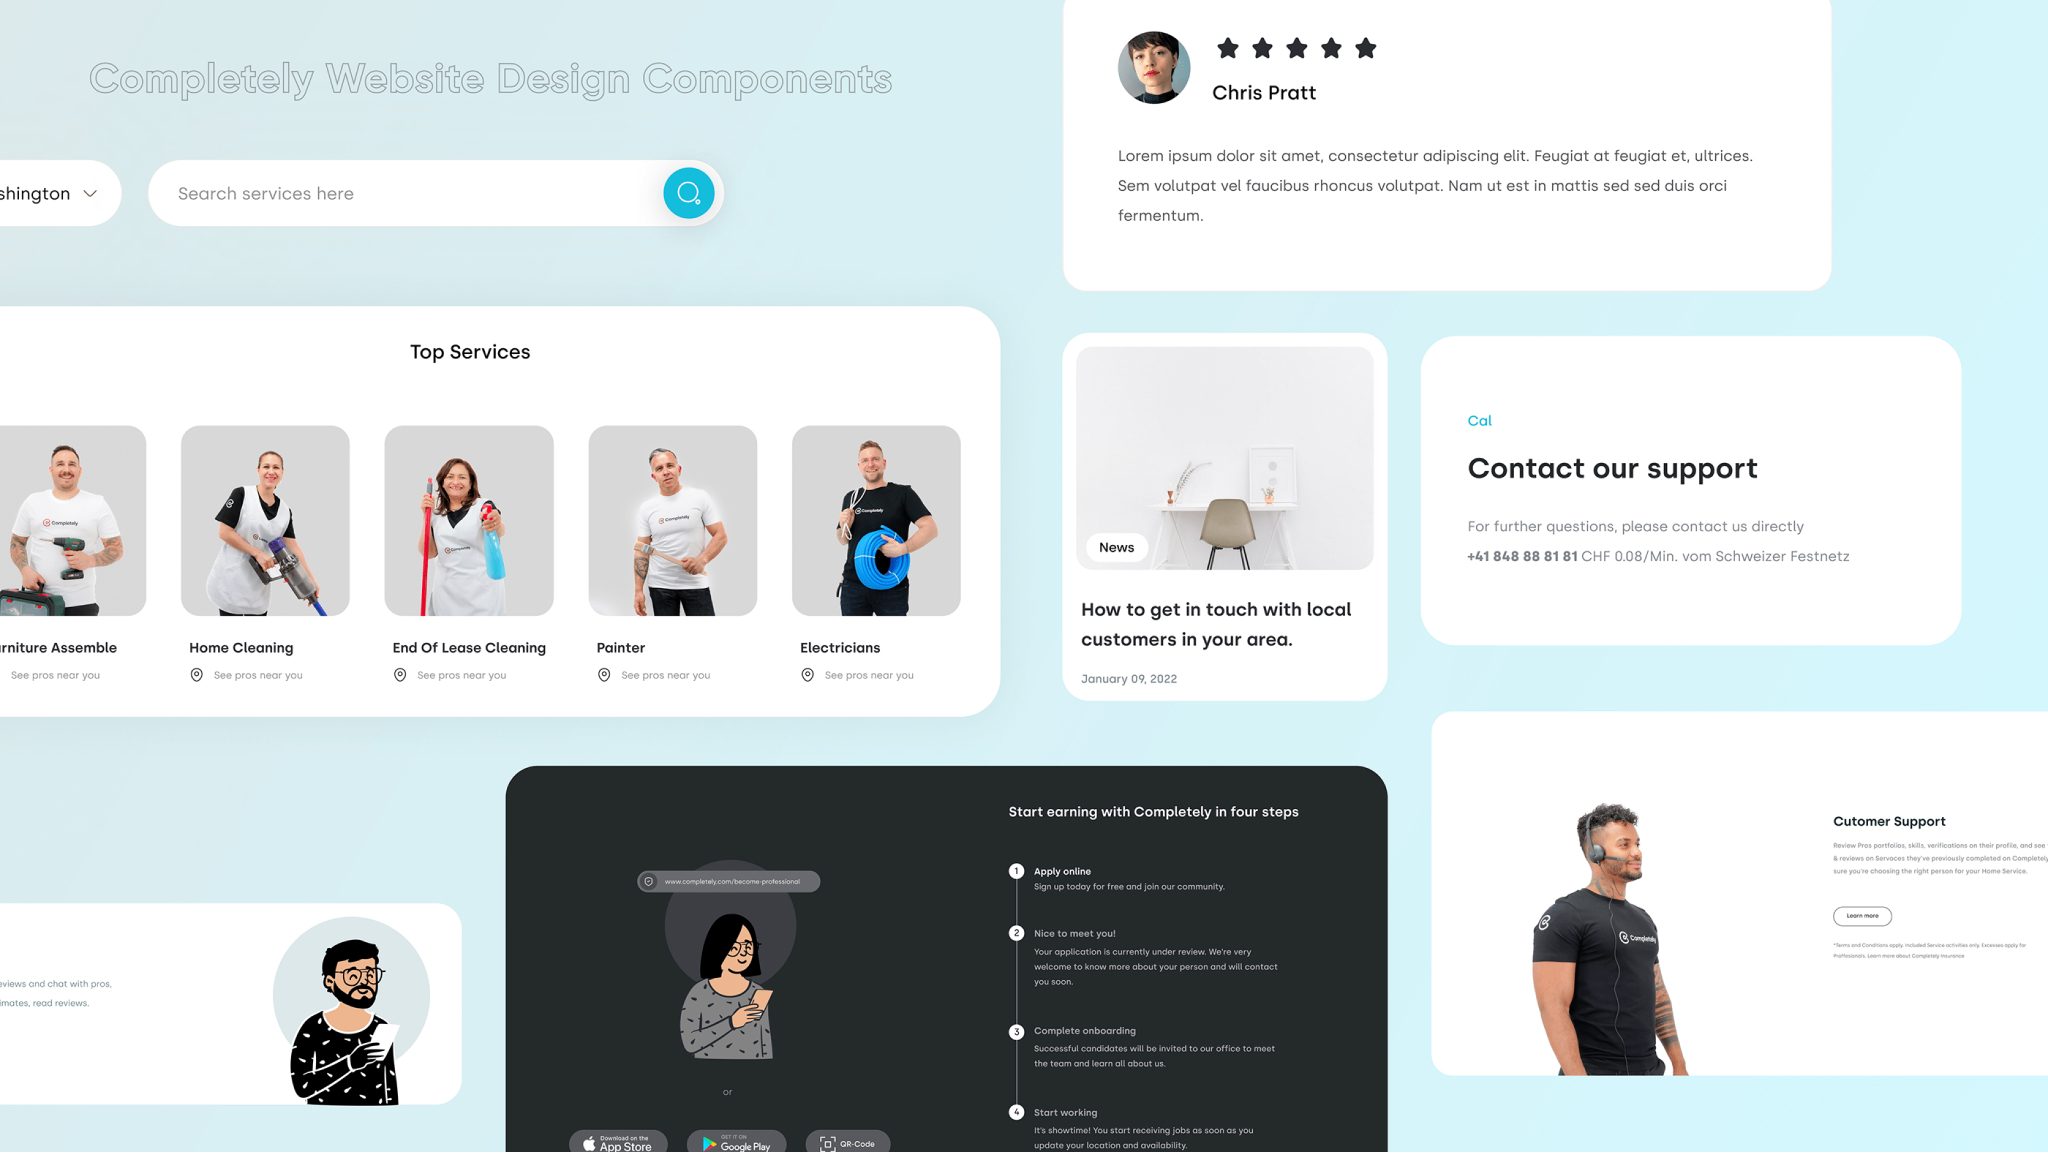 Completely Website Design Components
shington
Search services here
Chris Pratt
Lorem ipsum dolor sit amet, consectetur adipiscing elit. Feugiat at feugiat et, ultrices.
Sem volutpat vel faucibus rhoncus volutpat. Nam ut est in mattis sed sed duis orci
fermentum.
Top Services
Completely
Completely
Completely
Completely
Completely
rniture Assemble
See pros near you
Home Cleaning
See pros near you
End Of Lease Cleaning
See pros near you
Painter
See pros near you
Electricians
See pros near you
News
How to get in touch with local
customers in your area.
January 09, 2022
Cal
Contact our support
For further questions, please contact us directly
+41 848 88 81 81 CHF 0.08/Min. vom Schweizer Festnetz
eviews and chat with pros,
imates, read reviews.
www.completely.com/become-professional
or
Download on the
App Store
GET IT ON
Google Play
QR-Code
Start earning with Completely in four steps
1 Apply online
Sign up today for free and join our community.
2 Nice to meet you!
Your application is currently under review. We're very
welcome to know more about your person and will contact
you soon.
3 Complete onboarding
Successful candidates will be invited to our office to meet
the team and learn all about us.
4 Start working
It's showtime! You start receiving jobs as soon as you
update your location and availability.
Completely
Cutomer Support
Review Pros portfolios, skills, verifications on their profile, and see
& reviews on Servaces they've previously completed on Completely
sure you're choosing the right person for your Home Service.
Learn more
*Terms and Conditions apply. Included Service activities only. Excesses apply for
Proffesionals. Learn more about Completely Insurance